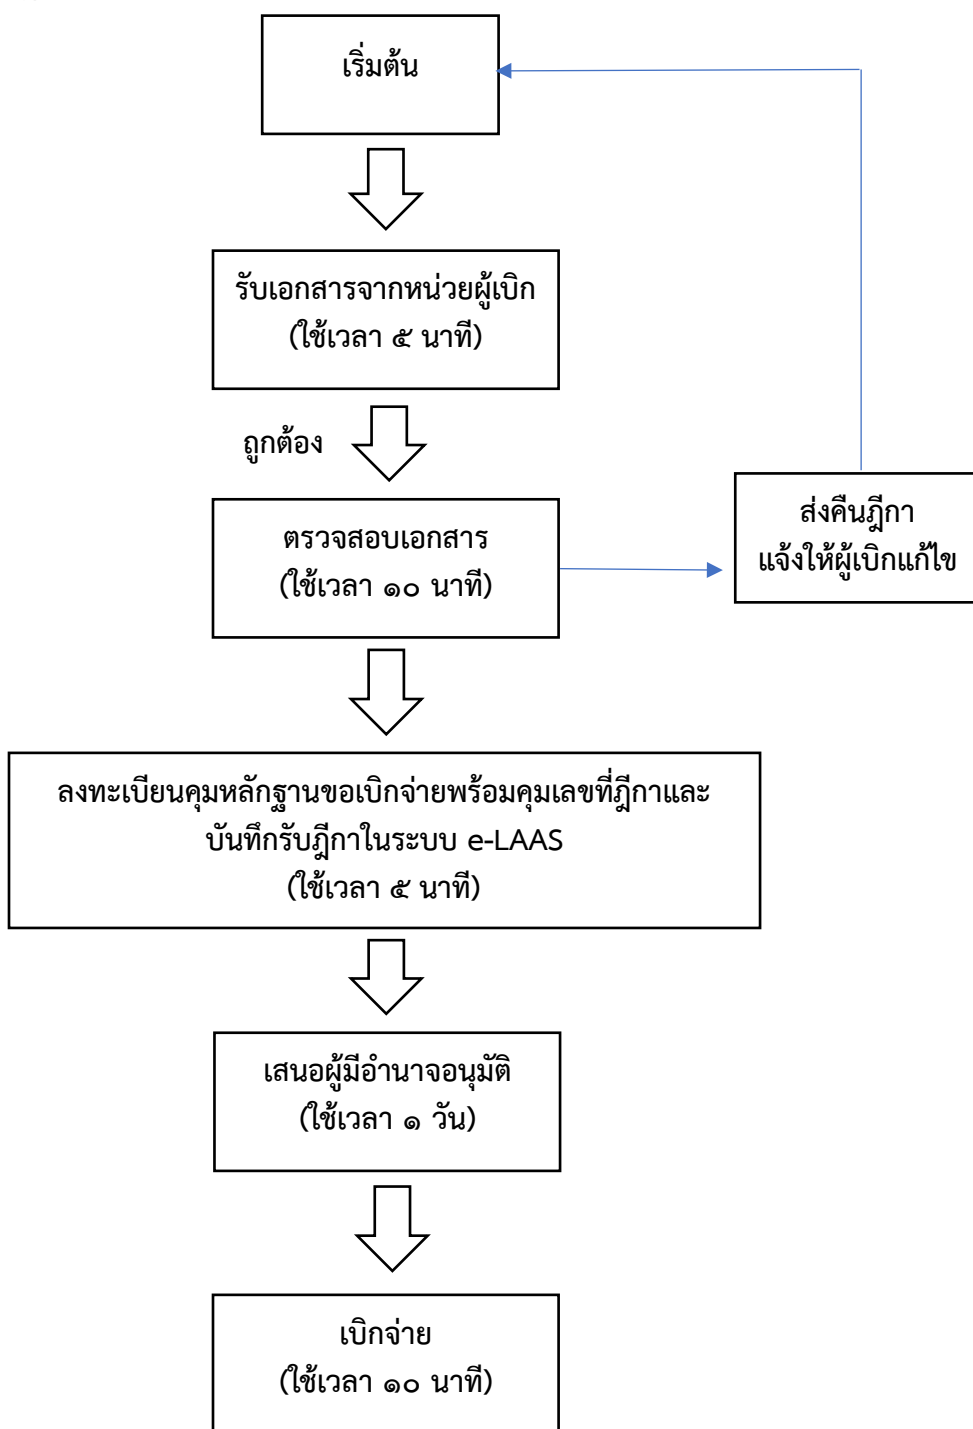 เริ่มต้น
รับเอกสารจากหน่วยผู้เบิก
(ใช้เวลา ๕ นาที)
ถูกต้อง
ตรวจสอบเอกสาร
(ใช้เวลา ๑๐ นาที)
ส่งคืนฎีกา
แจ้งให้ผู้เบิกแก้ไข
ลงทะเบียนคุมหลักฐานขอเบิกจ่ายพร้อมคุมเลขที่ฎีกาและ
บันทึกรับฎีกาในระบบ e-LAAS
(ใช้เวลา ๕ นาที)
เสนอผู้มีอำนาจอนุมัติ
(ใช้เวลา ๑ วัน)
เบิกจ่าย
(ใช้เวลา ๑๐ นาที)